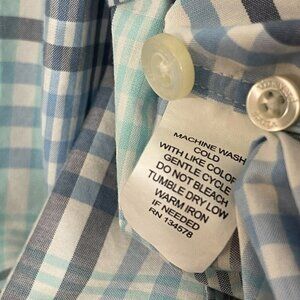 MACHINE WASH
COLD
WITH LIKE COLOR
GENTLE CYCLE
DO NOT BLEACH
TUMBLE DRY LOW
WARM IRON
IF NEEDED
RN 134578